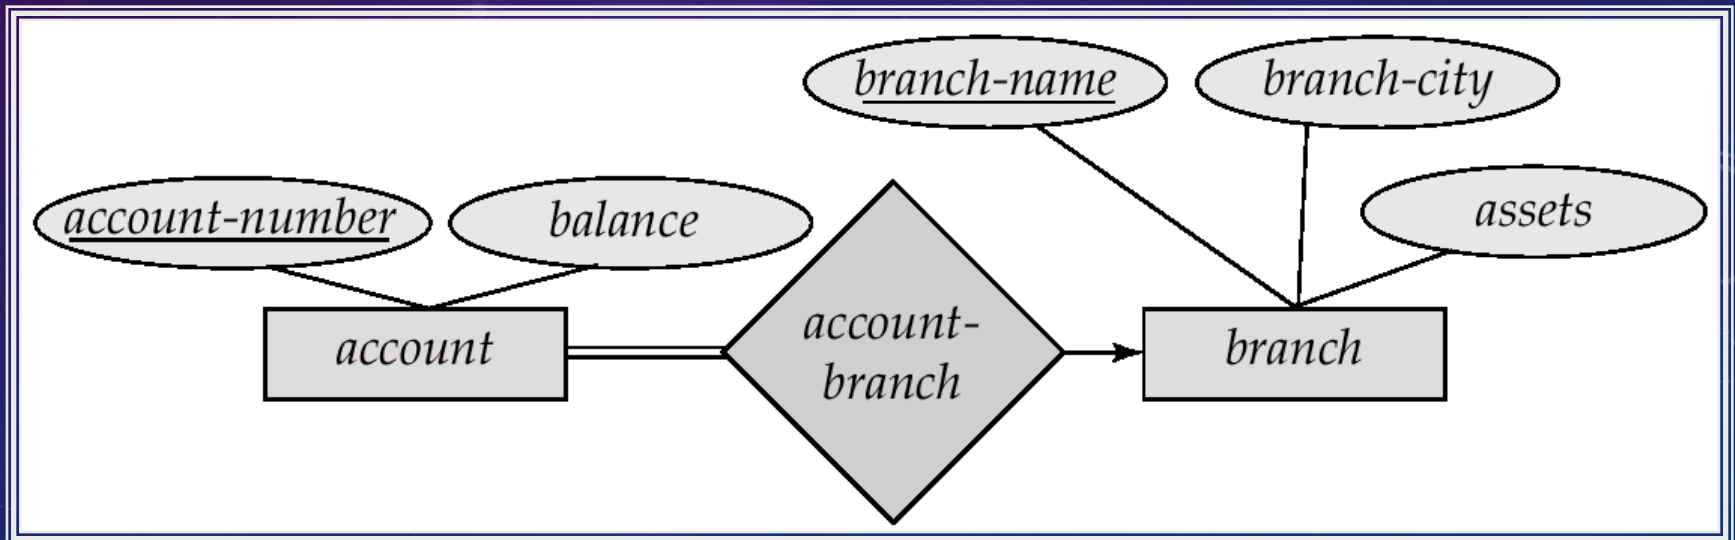 branch-name
branch-city
account-number
balance
assets
account
account-
branch
branch